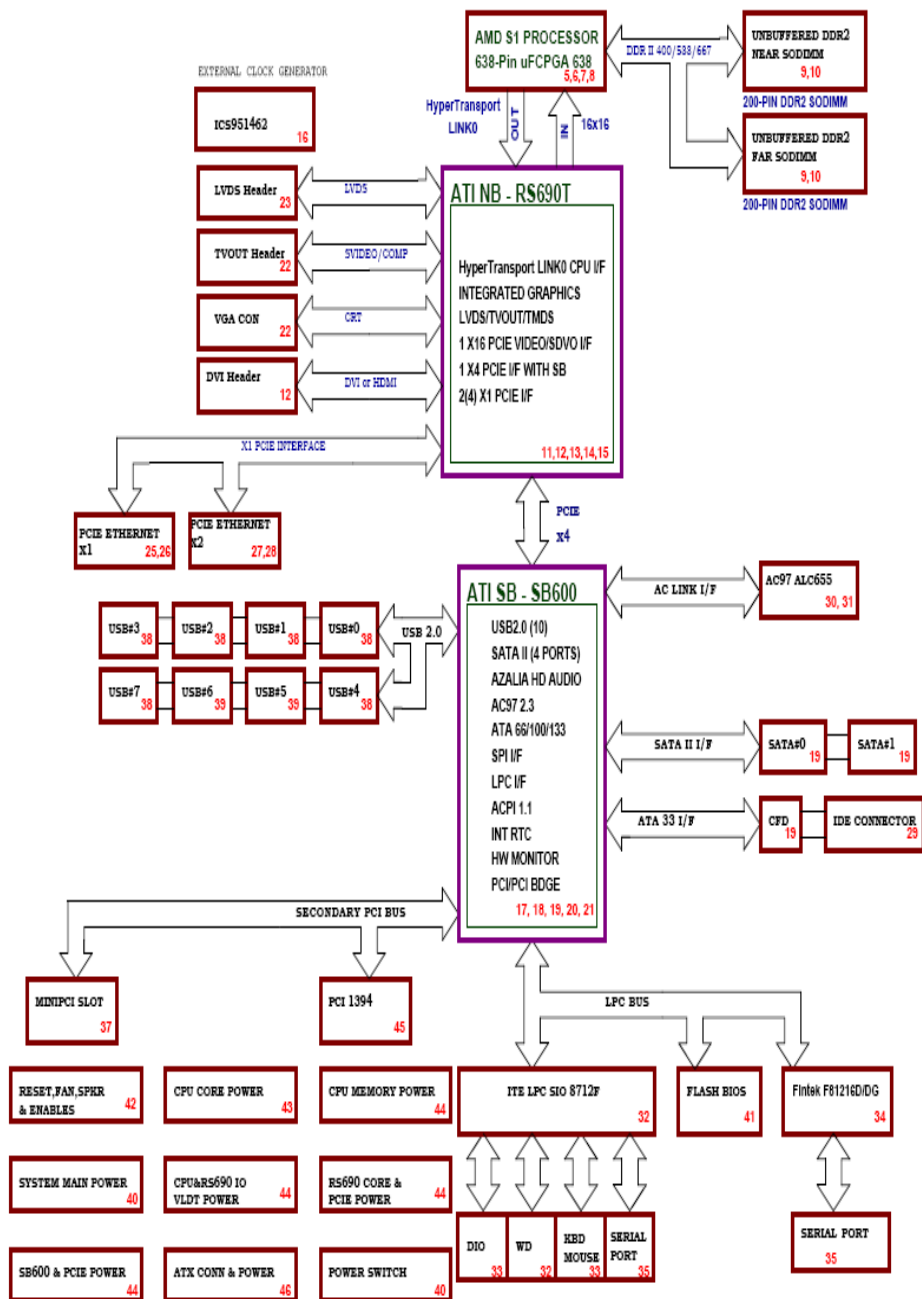 AMD S1 PROCESSOR
638-Pin uFCPGA 638
5,6,7,8
DDR II 400/533/667
UNBUFFERED DDR2
NEAR SODIMM
9,10
200-PIN DDR2 SODIMM
UNBUFFERED DDR2
FAR SODIMM
9,10
200-PIN DDR2 SODIMM
EXTERNAL CLOCK GENERATOR
ICS951462
16
HyperTransport
LINK0
OUT
IN
16x16
LVDS Header
23
LVDS
TVOUT Header
22
SVIDEO/COMP
VGA CON
22
CRT
DVI Header
12
DVI or HDMI
X1 PCIE INTERFACE
ATI NB - RS690T
HyperTransport LINK0 CPU I/F
INTEGRATED GRAPHICS
LVDS/TVOUT/TMDS
1 X16 PCIE VIDEO/SDVO I/F
1 X4 PCIE I/F WITH SB
2(4) X1 PCIE I/F
11,12,13,14,15
PCIE ETHERNET
X1
25,26
PCIE ETHERNET
X2
27,28
PCIE
X4
ATI SB - SB600
USB2.0 (10)
SATA II (4 PORTS)
AZALIA HD AUDIO
AC97 2.3
ATA 66/100/133
SPI I/F
LPC I/F
ACPI 1.1
INT RTC
HW MONITOR
PCI/PCI BDGE
17, 18, 19, 20, 21
AC LINK I/F
AC97 ALC655
30, 31
USB#3
38
USB#2
38
USB#1
38
USB#0
38
USB 2.0
USB#7
38
USB#6
39
USB#5
39
USB#4
38
SATA II I/F
SATA#0
19
SATA#1
19
ATA 33 I/F
CFD
19
IDE CONNECTOR
29
SECONDARY PCI BUS
MINIPCI SLOT
37
PCI 1394
45
LPC BUS
RESET,FAN,SPKR
& ENABLES
42
CPU CORE POWER
43
CPU MEMORY POWER
44
ITE LPC SIO 8712F
32
FLASH BIOS
41
Fintek F81216D/DG
34
SYSTEM MAIN POWER
40
CPU&RS690 IO
VLDT POWER
44
RS690 CORE &
PCIE POWER
44
DIO
33
WD
32
KBD
MOUSE
33
SERIAL
PORT
35
SERIAL PORT
35
SB600 & PCIE POWER
44
ATX CONN & POWER
46
POWER SWITCH
40